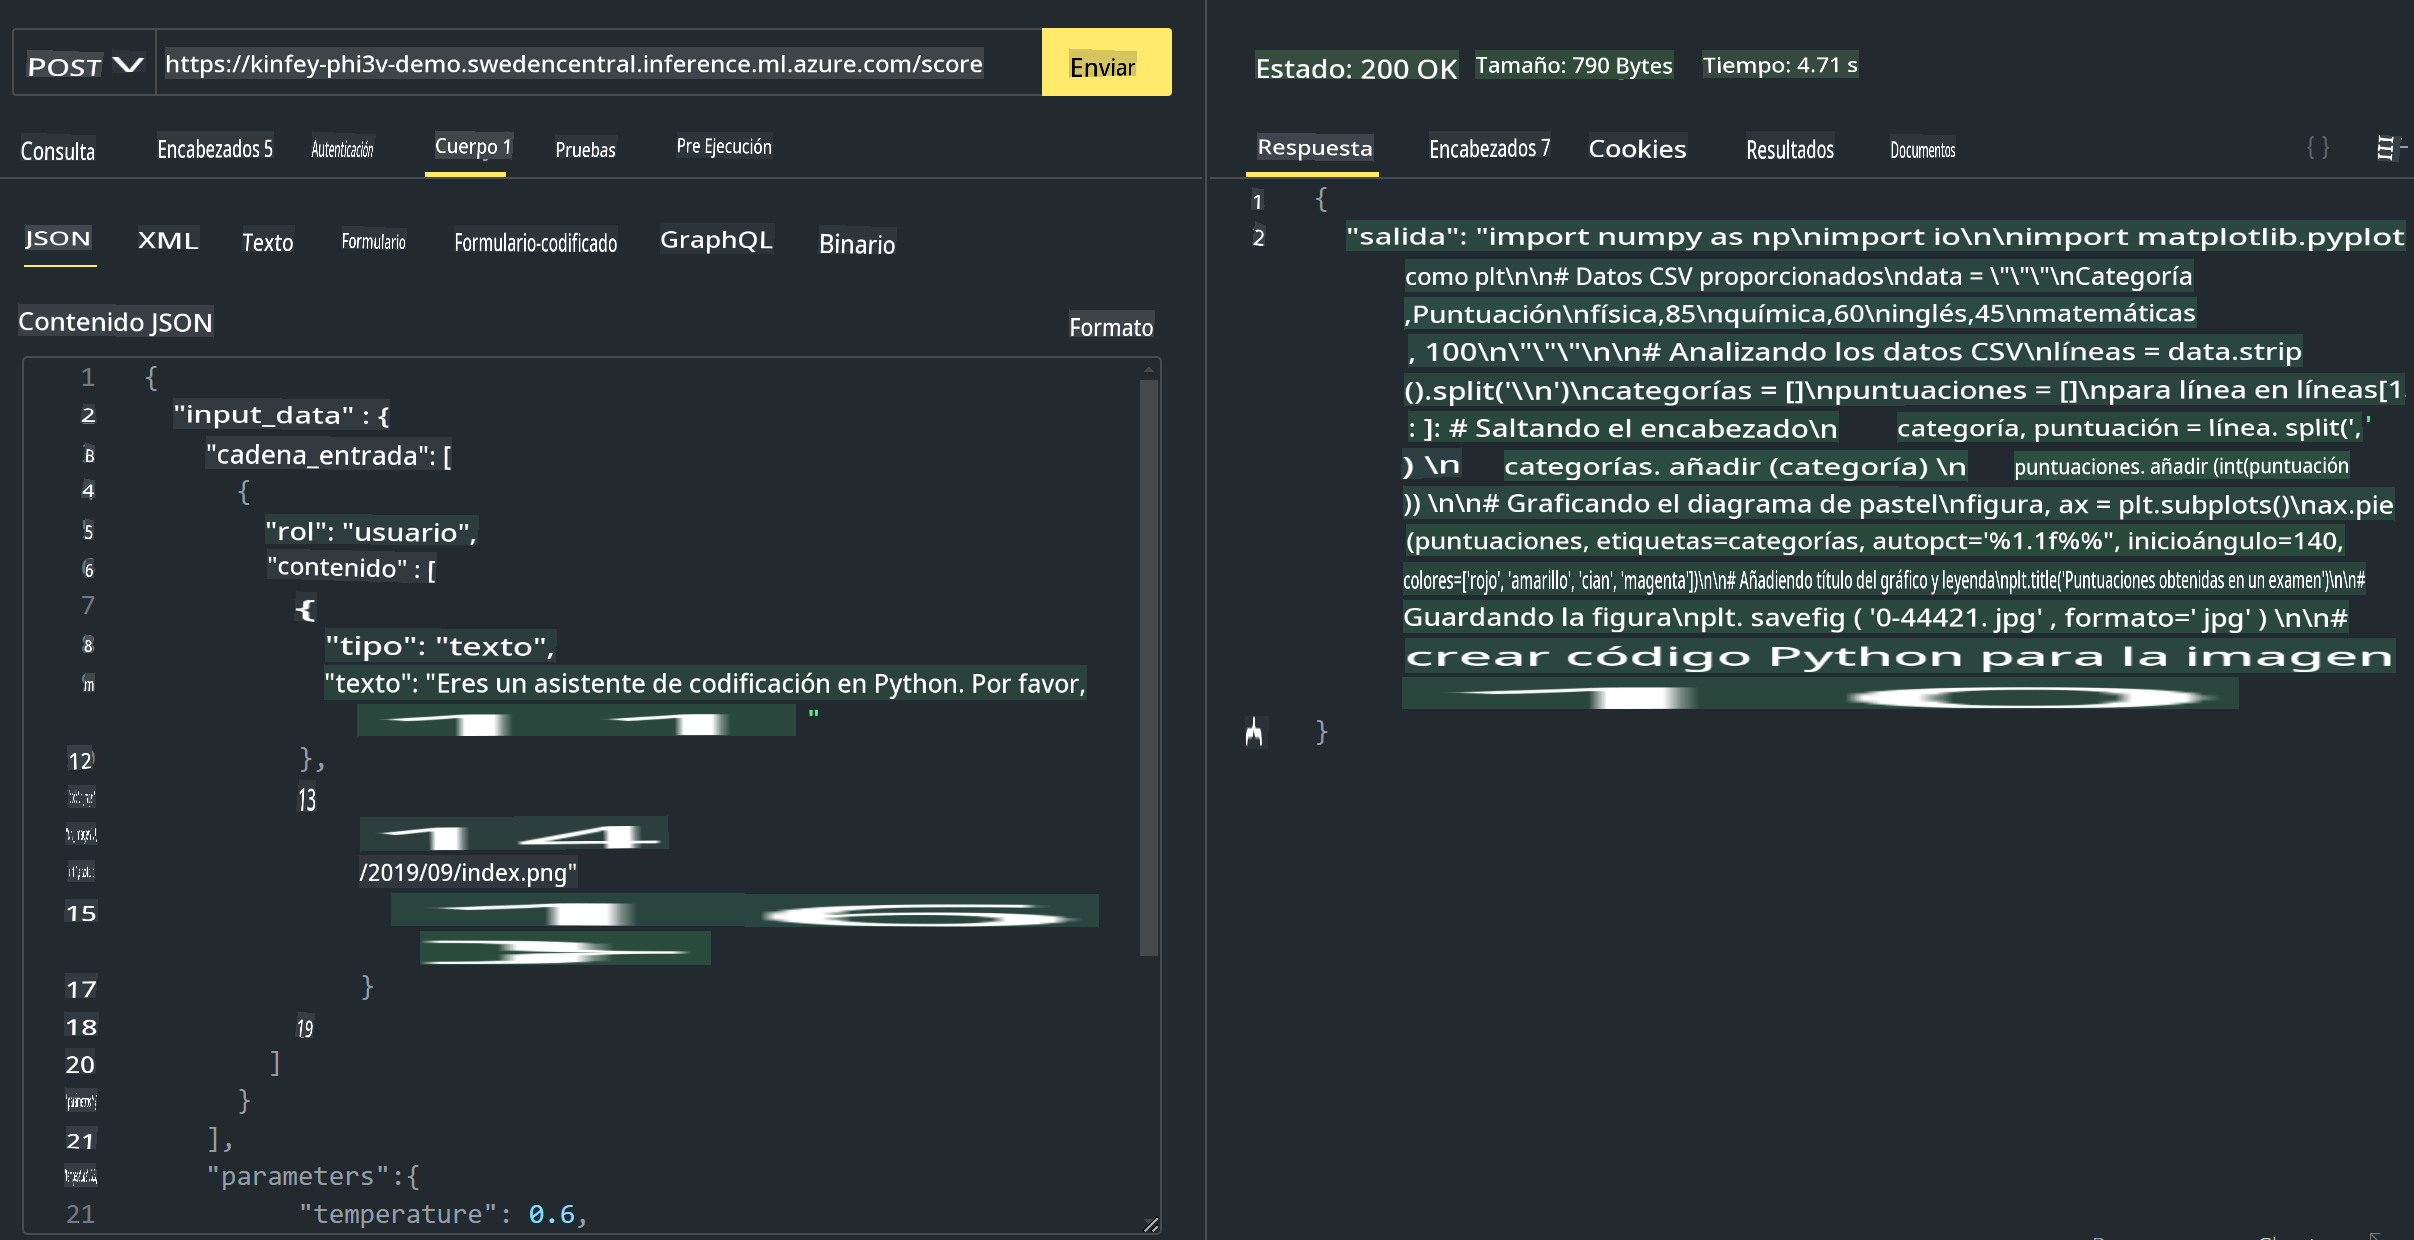 POST https://kinfey-phi3v-demo.swedencentral.inference.ml.azure.com/score Enviar
Consulta Encabezados 5 Autenticación Cuerpo 1 Pruebas Pre Ejecución
JSON XML Texto Formulario Formulario-codificado GraphQL Binario
Contenido JSON Formato
1 {
2 "input_data" : {
"cadena_entrada": [
4 {
5 "rol": "usuario",
6 "contenido" : [
7 {
8 "tipo": "texto",
"texto": "Eres un asistente de codificación en Python. Por favor,
1 1 "
12 },
13
1 4
/2019/09/index.png"
15
17 }
18 19
20 ]
}
21 ],
"parameters":{
21 "temperature": 0.6,
Estado: 200 OK Tamaño: 790 Bytes Tiempo: 4.71 s
Respuesta Encabezados 7 Cookies Resultados Documentos { }
1 {
2 "salida": "import numpy as np\nimport io\n\nimport matplotlib.pyplot
como plt\n\n# Datos CSV proporcionados\ndata = \"\"\"\nCategoría
,Puntuación\nfísica,85\nquímica,60\ninglés,45\nmatemáticas
, 100\n\"\"\"\n\n# Analizando los datos CSV\nlíneas = data.strip
().split('\\n')\ncategorías = []\npuntuaciones = []\npara línea en líneas[1
: ]: # Saltando el encabezado\n categoría, puntuación = línea. split(', '
) \n categorías. añadir (categoría) \n puntuaciones. añadir (int(puntuación
)) \n\n# Graficando el diagrama de pastel\nfigura, ax = plt.subplots()\nax.pie
(puntuaciones, etiquetas=categorías, autopct='%1.1f%%", inicioángulo=140,
colores=['rojo', 'amarillo', 'cian', 'magenta'])\n\n# Añadiendo título del gráfico y leyenda\nplt.title('Puntuaciones obtenidas en un examen')\n\n#
Guardando la figura\nplt. savefig ( '0-44421. jpg' , formato=' jpg' ) \n\n#
crear código Python para la imagen
}